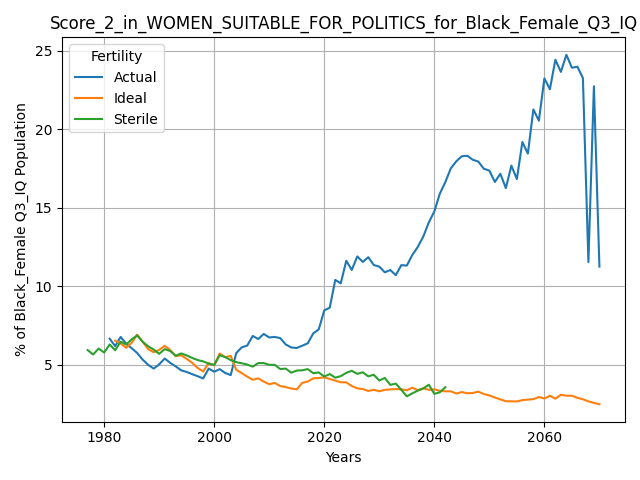 Score_2_in_WOMEN_SUITABLE_FOR_POLITICS_for_Black_Female_Q3_IQ
Fertility
Actual
Ideal
Sterile
% of Black_Female Q3_IQ Population
25
20
15
10
5
1980 2000 2020 2040 2060
Years